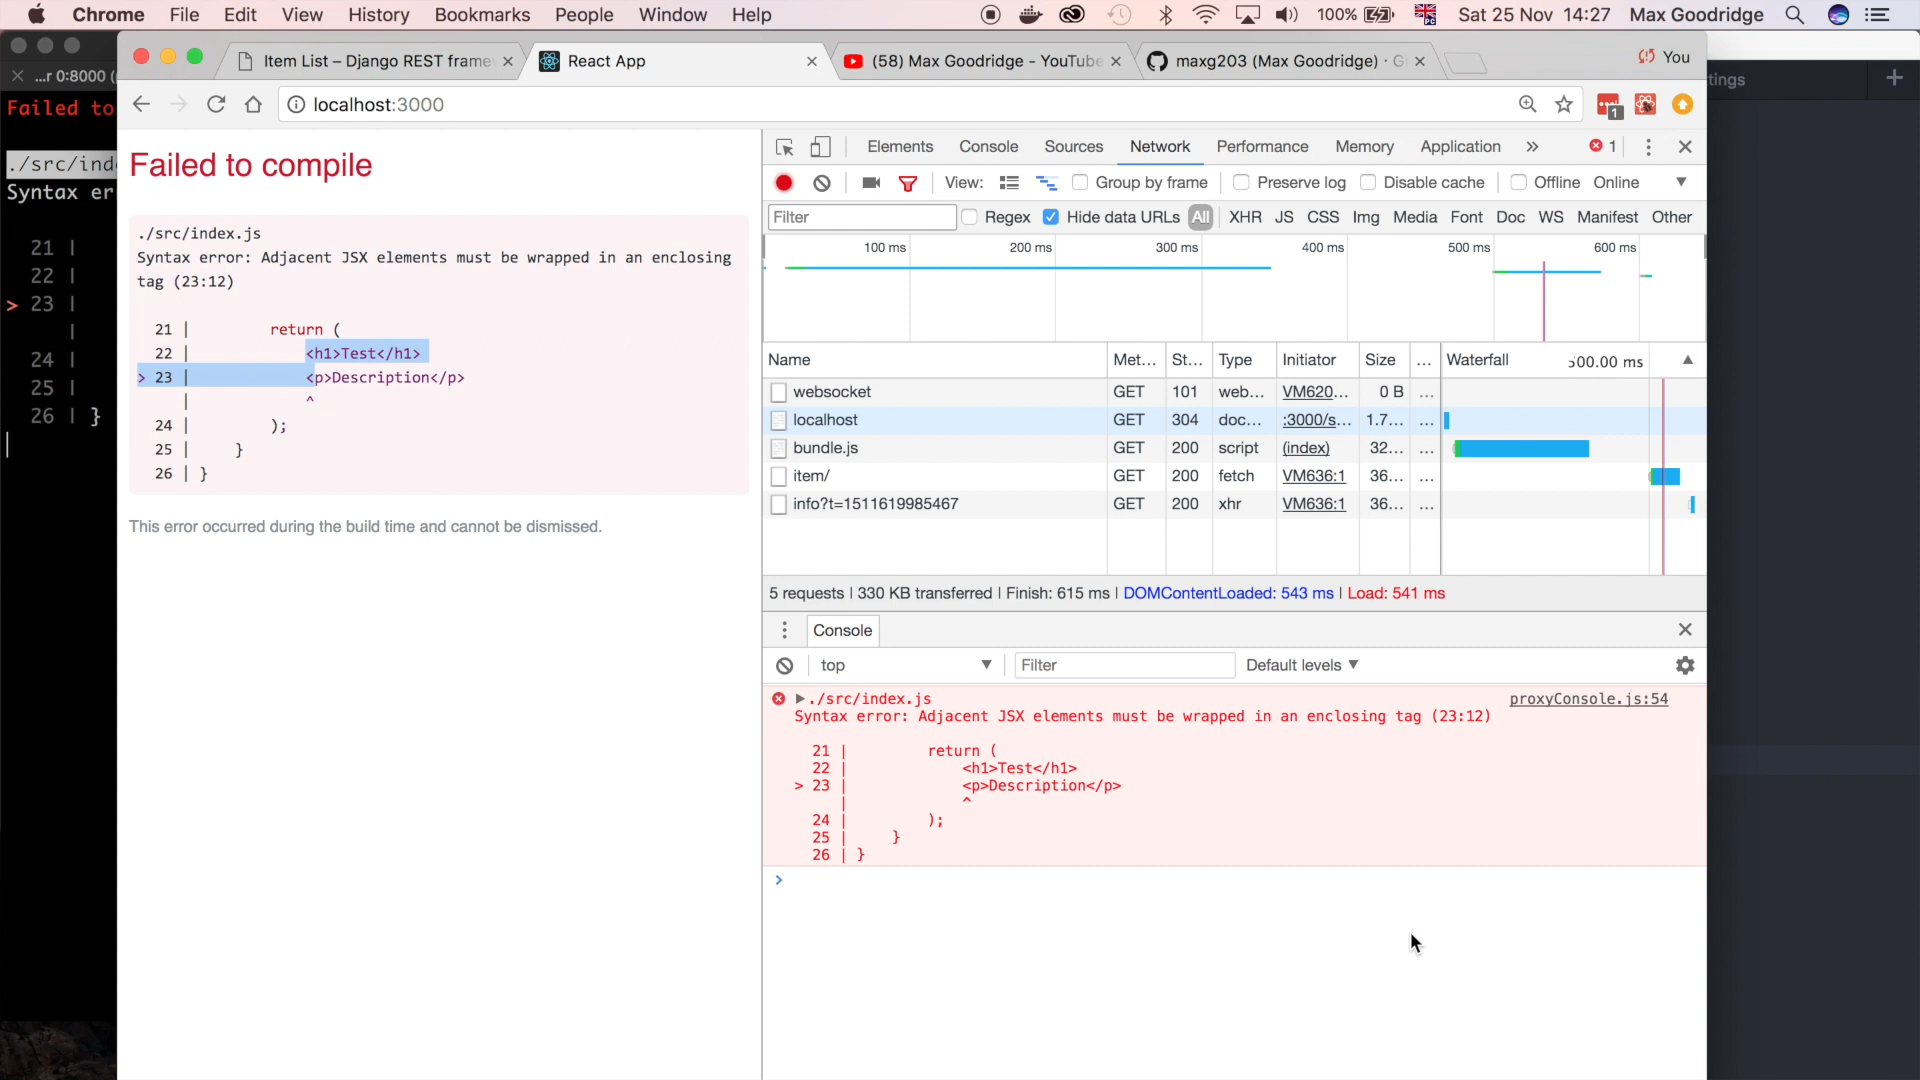 Chrome File Edit View History Bookmarks People Window Help 100% Sat 25 Nov 14:27 Max Goodridge
Item List – Django REST frame
React App
(58) Max Goodridge - YouTube
maxg203 (Max Goodridge) · G
You
...r 0:8000 (
tings
localhost:3000
1
Failed to
./src/ind
Syntax er
21 |
22 |
> 23 |
|
24 |
25 |
26 | }
Failed to compile
./src/index.js
Syntax error: Adjacent JSX elements must be wrapped in an enclosing
tag (23:12)
21 | return (
22 | <h1>Test</h1>
> 23 | <p>Description</p>
| ^
24 | );
25 | }
26 | }
This error occurred during the build time and cannot be dismissed.
Elements Console Sources Network Performance Memory Application » 1
View: Group by frame Preserve log Disable cache Offline Online
Filter Regex Hide data URLs All XHR JS CSS Img Media Font Doc WS Manifest Other
100 ms 200 ms 300 ms 400 ms 500 ms 600 ms
Name Met... St... Type Initiator Size ... Waterfall 500.00 ms
websocket GET 101 web... VM620... 0 B ...
localhost GET 304 doc... :3000/s... 1.7... ...
bundle.js GET 200 script (index) 32... ...
item/ GET 200 fetch VM636:1 36... ...
info?t=1511619985467 GET 200 xhr VM636:1 36... ...
5 requests | 330 KB transferred | Finish: 615 ms | DOMContentLoaded: 543 ms | Load: 541 ms
Console
top Filter Default levels
./src/index.js proxyConsole.js:54
Syntax error: Adjacent JSX elements must be wrapped in an enclosing tag (23:12)
21 | return (
22 | <h1>Test</h1>
> 23 | <p>Description</p>
| ^
24 | );
25 | }
26 | }
>